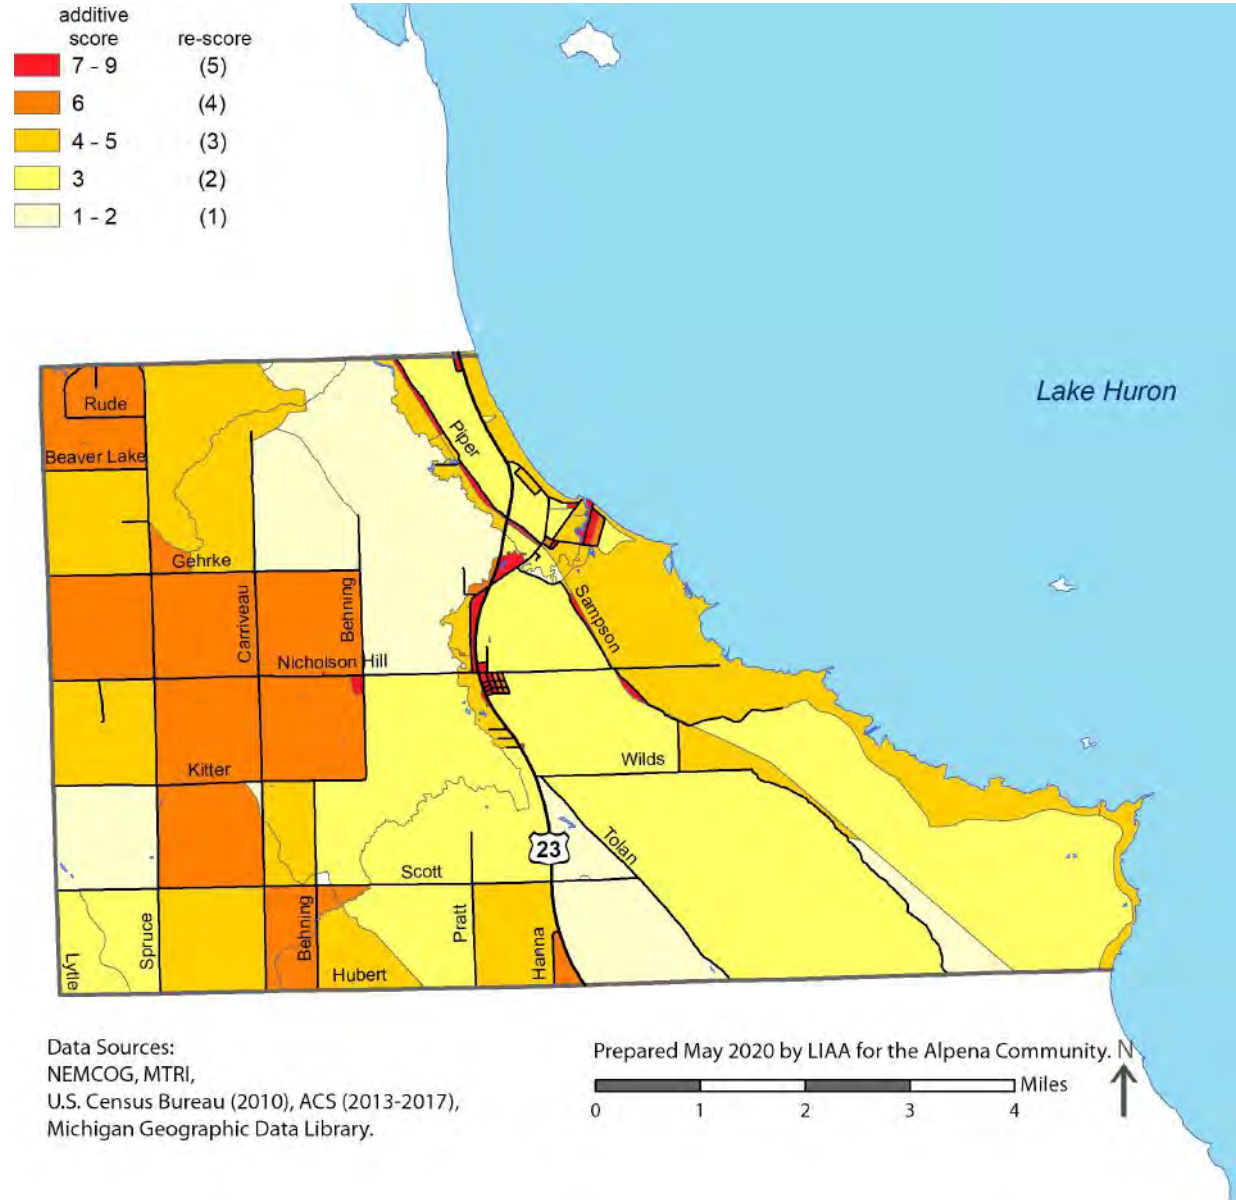 additive
score re-score
7 - 9 (5)
6 (4)
4 - 5 (3)
3 (2)
1 - 2 (1)
Lake Huron
Rude
Beaver Lake
Piper
Gehrke
Carriveau
Benning
Sampson
Nicholson Hill
Kitter
Wilds
23
Tolan
Scott
Lytle
Spruce
Behning
Hubert
Pratt
Hanna
Data Sources:
NEMCOG, MTRI,
U.S. Census Bureau (2010), ACS (2013-2017),
Michigan Geographic Data Library.
Prepared May 2020 by LIAA for the Alpena Community.
N
Miles
0 1 2 3 4